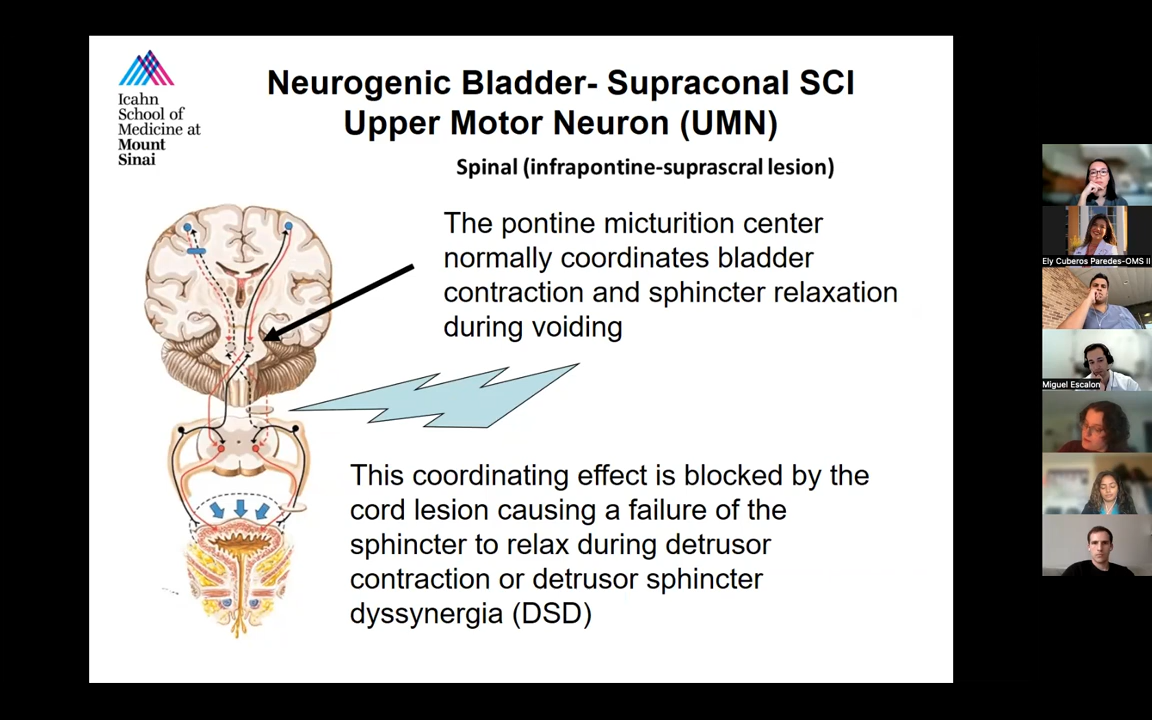 Icahn
School of
Medicine at
Mount
Sinai
Neurogenic Bladder- Supraconal SCI
Upper Motor Neuron (UMN)
Spinal (infrapontine-suprascral lesion)
The pontine micturition center
normally coordinates bladder
contraction and sphincter relaxation
during voiding
This coordinating effect is blocked by the
cord lesion causing a failure of the
sphincter to relax during detrusor
contraction or detrusor sphincter
dyssynergia (DSD)
Ely Cuberos Paredes-OMS II
Miguel Escalon